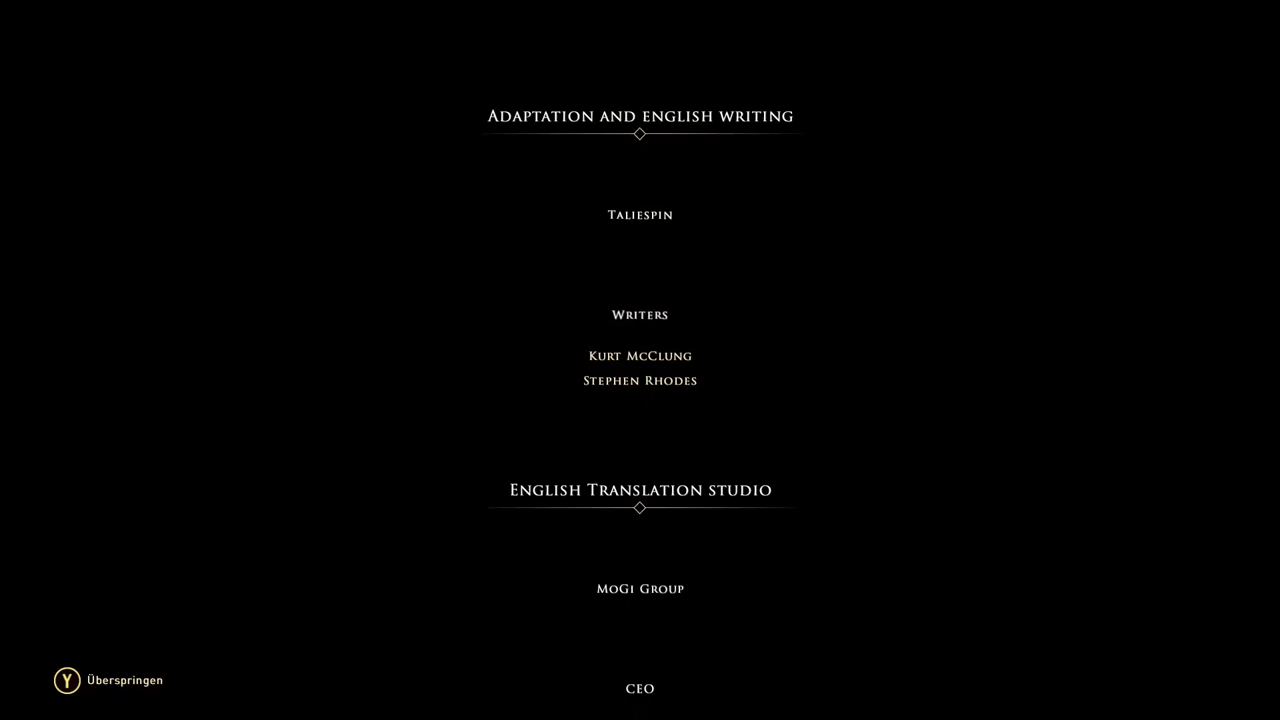 Adaptation and english writing
Taliespin
Writers
Kurt McClung
Stephen Rhodes
English Translation studio
MoGi Group
CEO
Y Überspringen